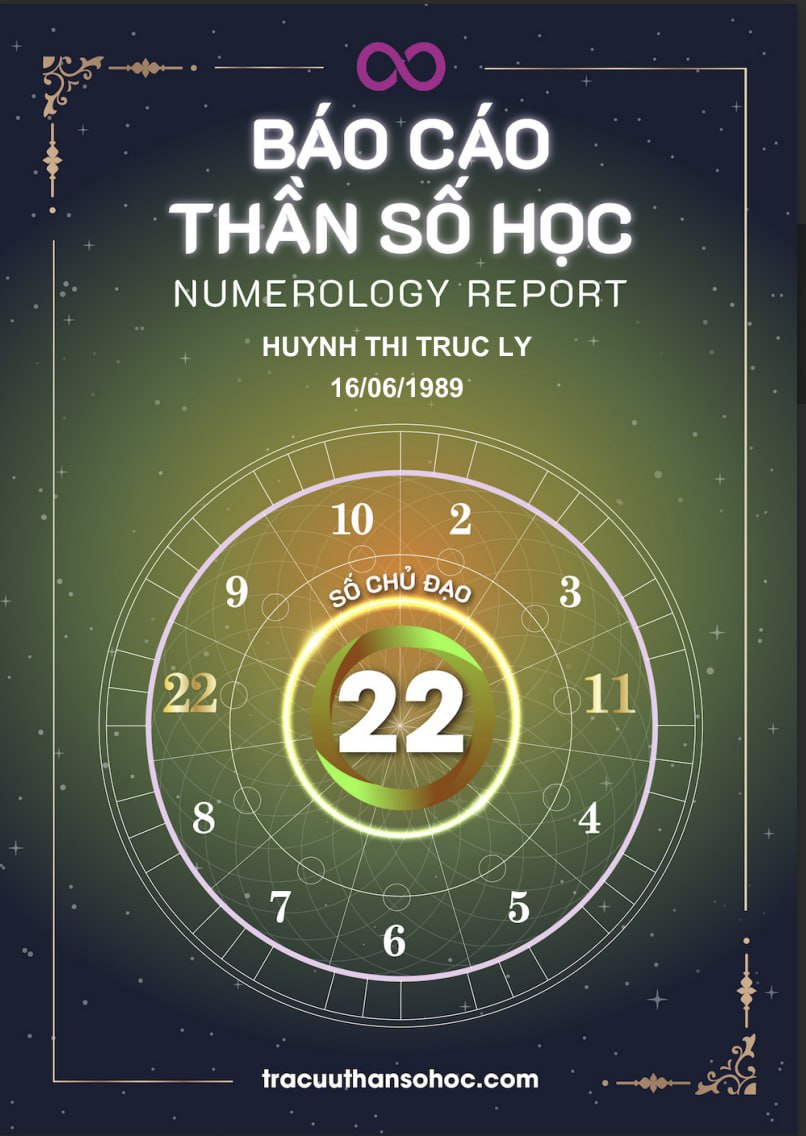 BÁO CÁO
THẦN SỐ HỌC
NUMEROLOGY REPORT
HUYNH THI TRUC LY
16/06/1989
10 2
9 3
SỐ CHỦ ĐẠO
22 22 11
8 4
7 5
6
tracuuthansohoc.com